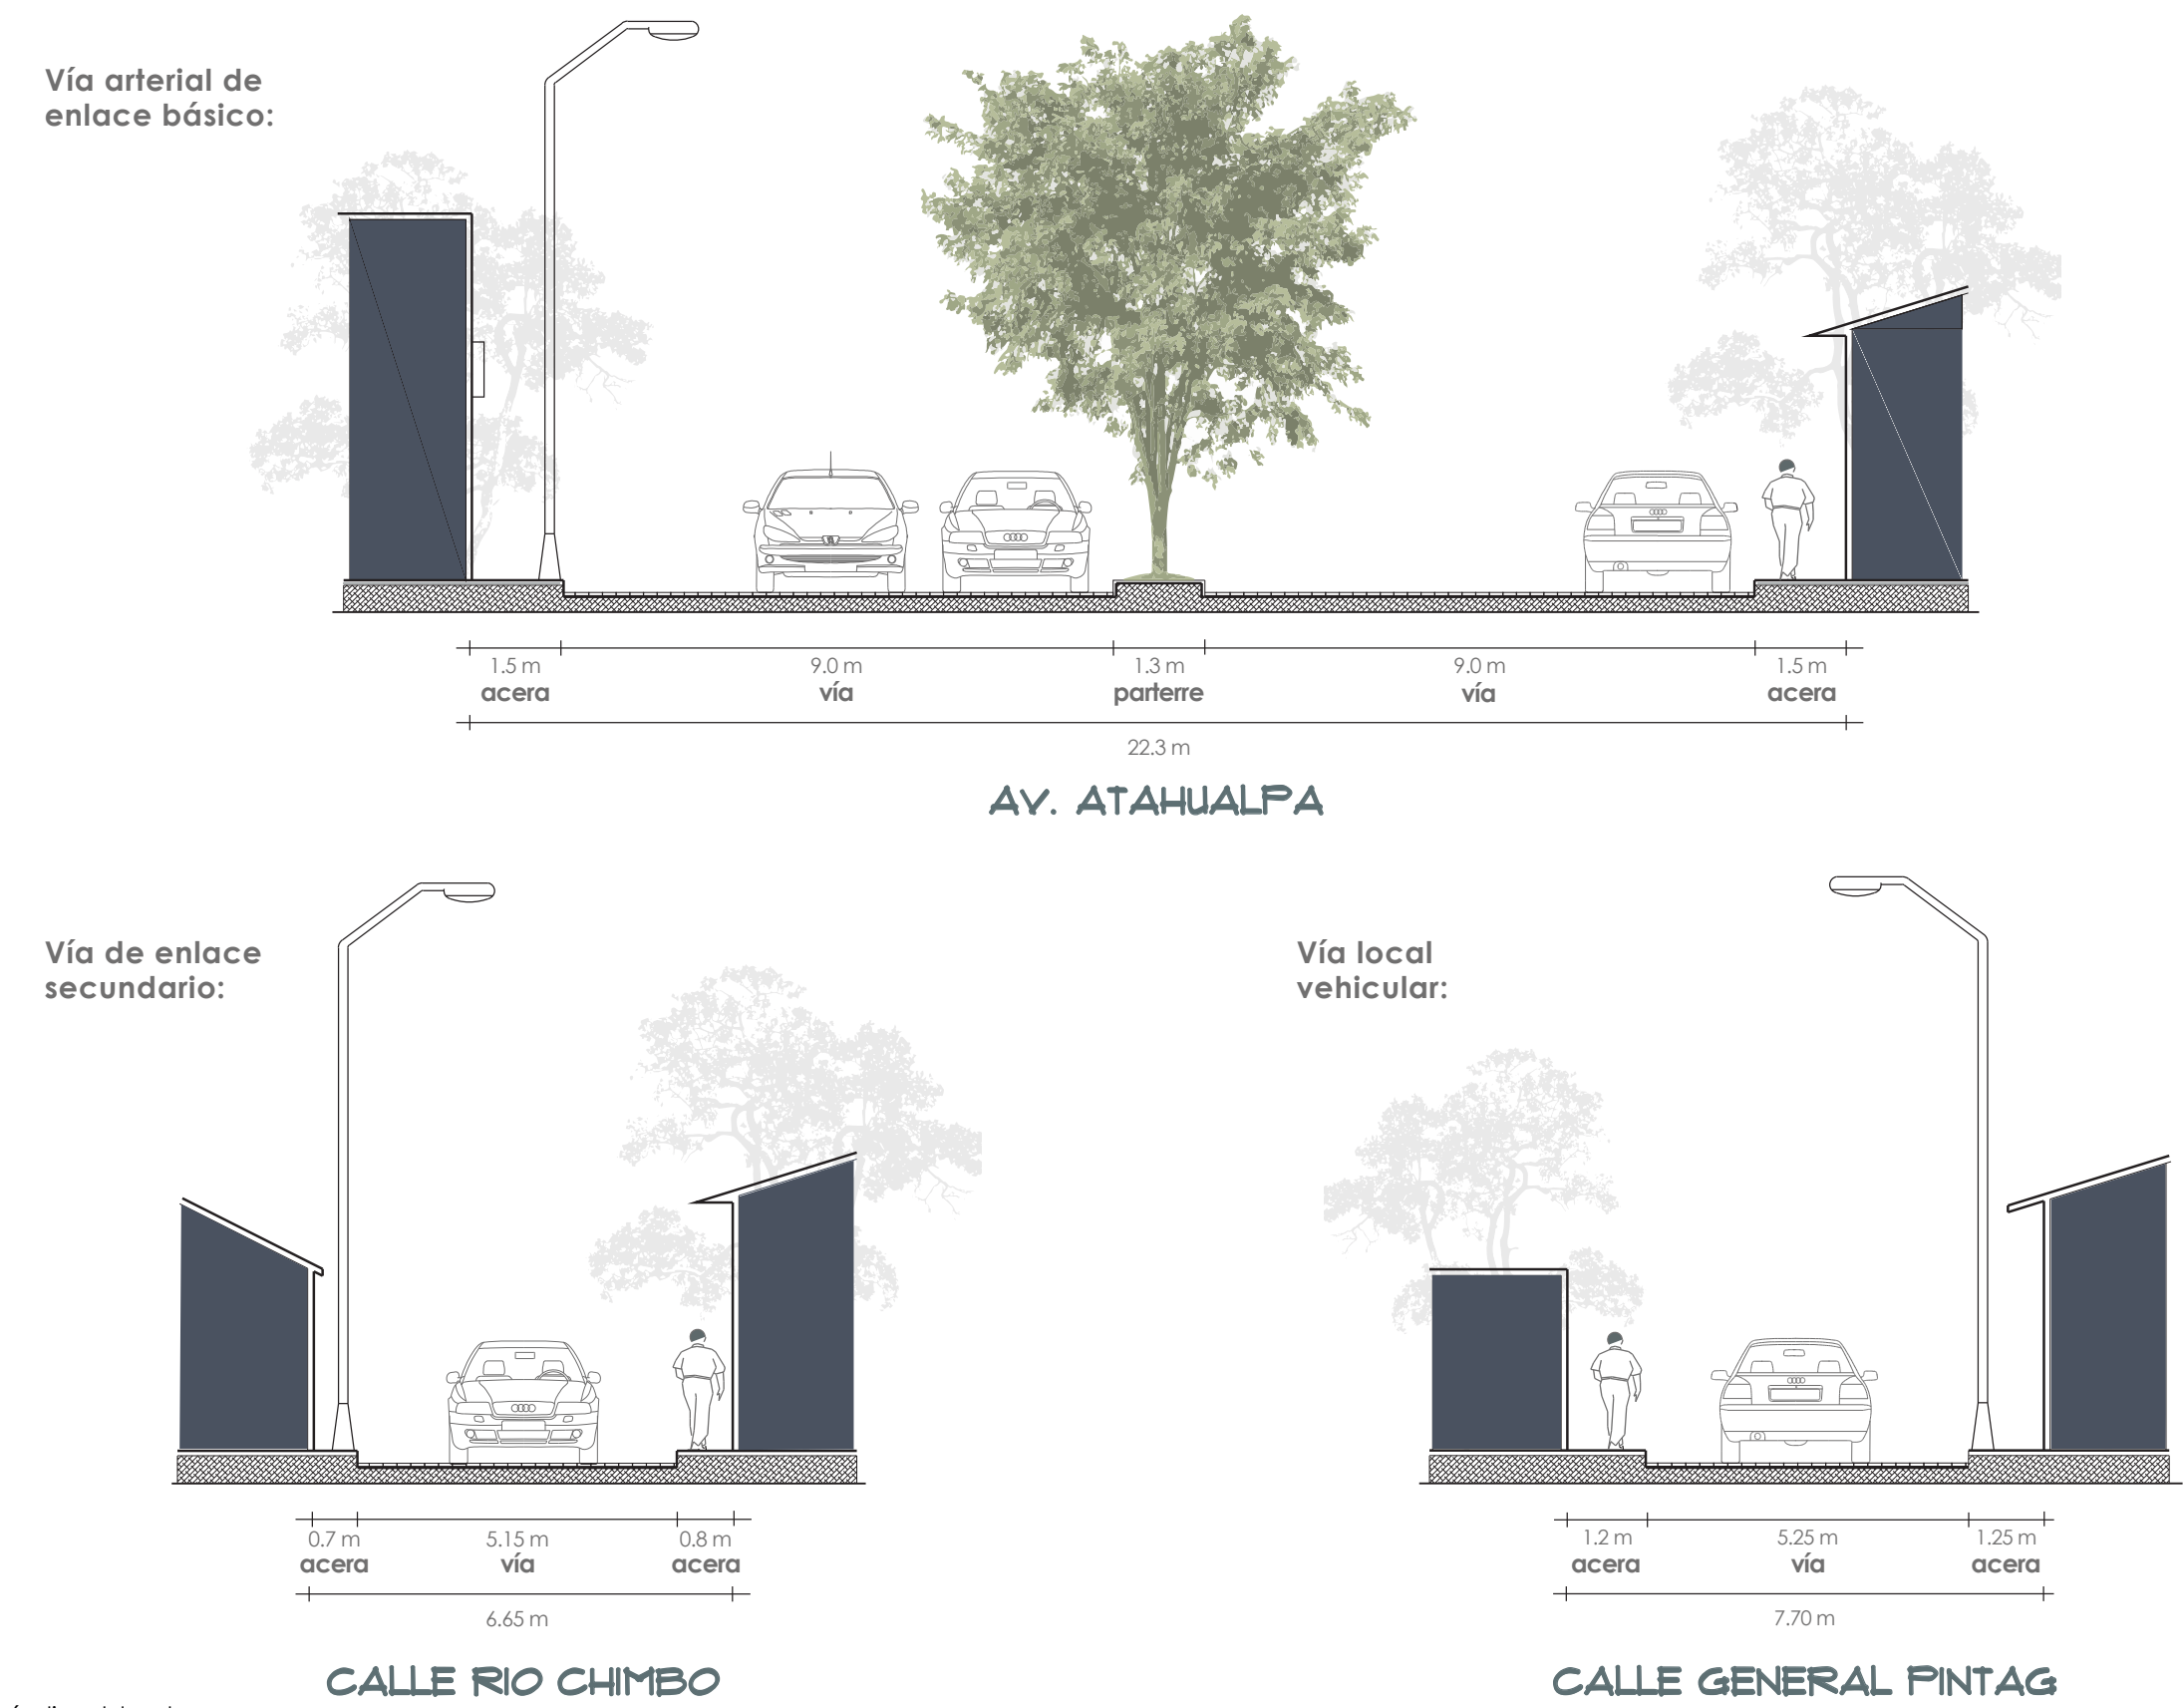 Vía arterial de
enlace básico:
1.5 m 9.0 m 1.3 m 9.0 m 1.5 m
acera vía parterre vía acera
22.3 m
AV. ATAHUALPA
Vía de enlace
secundario:
0.7 m 5.15 m 0.8 m
acera vía acera
6.65 m
CALLE RIO CHIMBO
Vía local
vehicular:
1.2 m 5.25 m 1.25 m
acera vía acera
7.70 m
CALLE GENERAL PINTAG